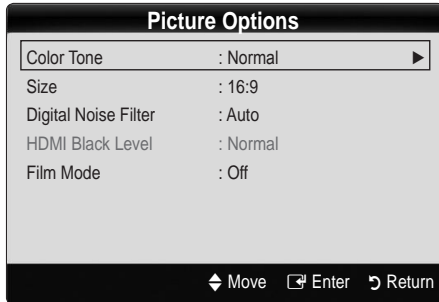 Picture Options
Color Tone : Normal ►
Size : 16:9
Digital Noise Filter : Auto
HDMI Black Level : Normal
Film Mode : Off
Move Enter Return